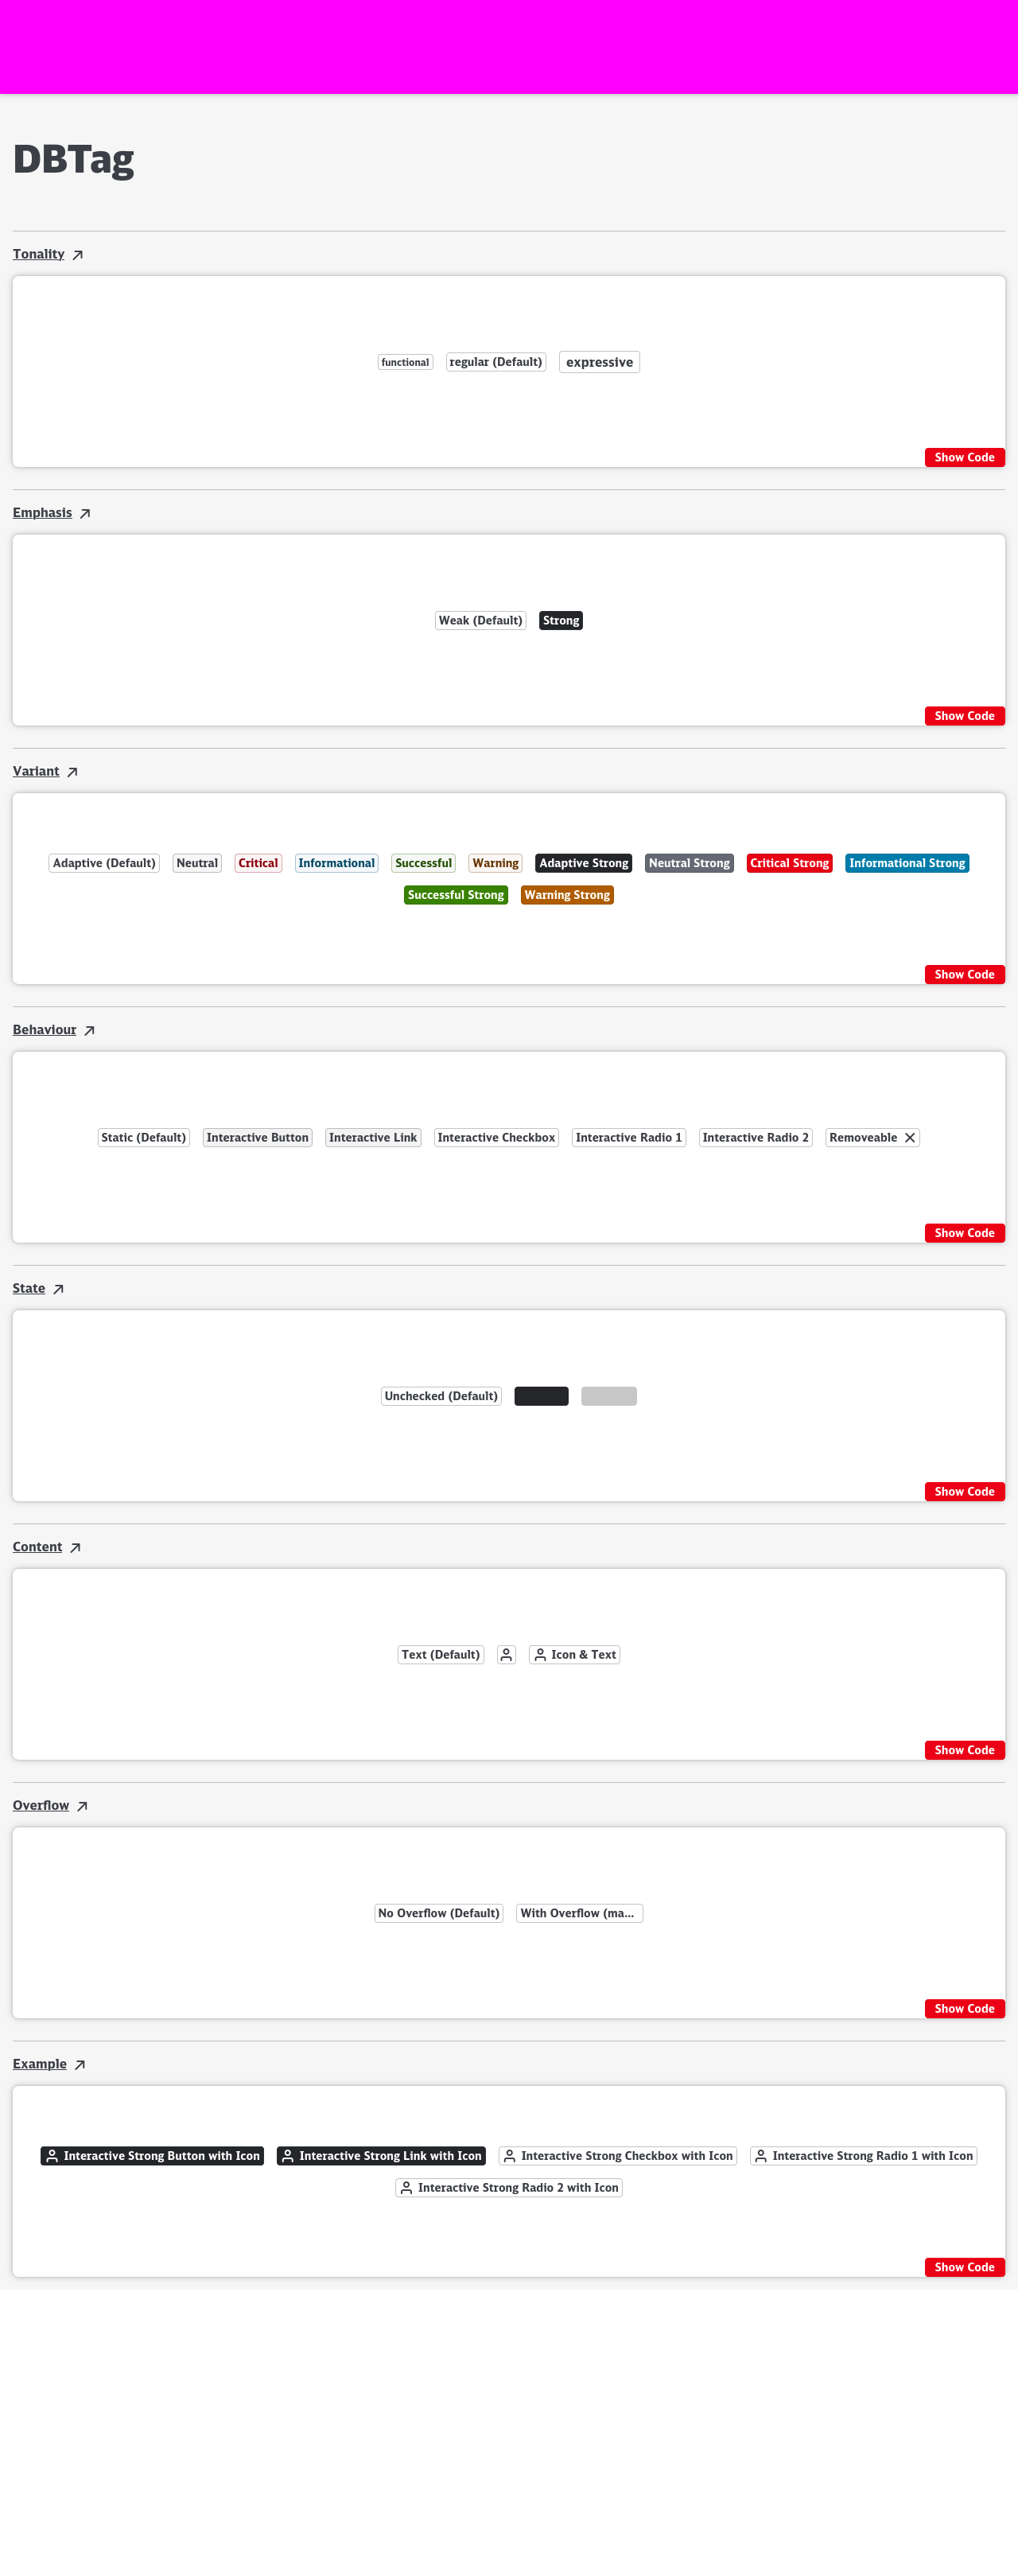 DBTag
Tonality
functional regular (Default) expressive
Show Code
Emphasis
Weak (Default) Strong
Show Code
Variant
Adaptive (Default) Neutral Critical Informational Successful Warning Adaptive Strong Neutral Strong Critical Strong Informational Strong
Successful Strong Warning Strong
Show Code
Behaviour
Static (Default) Interactive Button Interactive Link Interactive Checkbox Interactive Radio 1 Interactive Radio 2 Removeable
Show Code
State
Unchecked (Default)
Show Code
Content
Text (Default) Icon & Text
Show Code
Overflow
No Overflow (Default) With Overflow (ma...
Show Code
Example
Interactive Strong Button with Icon Interactive Strong Link with Icon Interactive Strong Checkbox with Icon Interactive Strong Radio 1 with Icon
Interactive Strong Radio 2 with Icon
Show Code